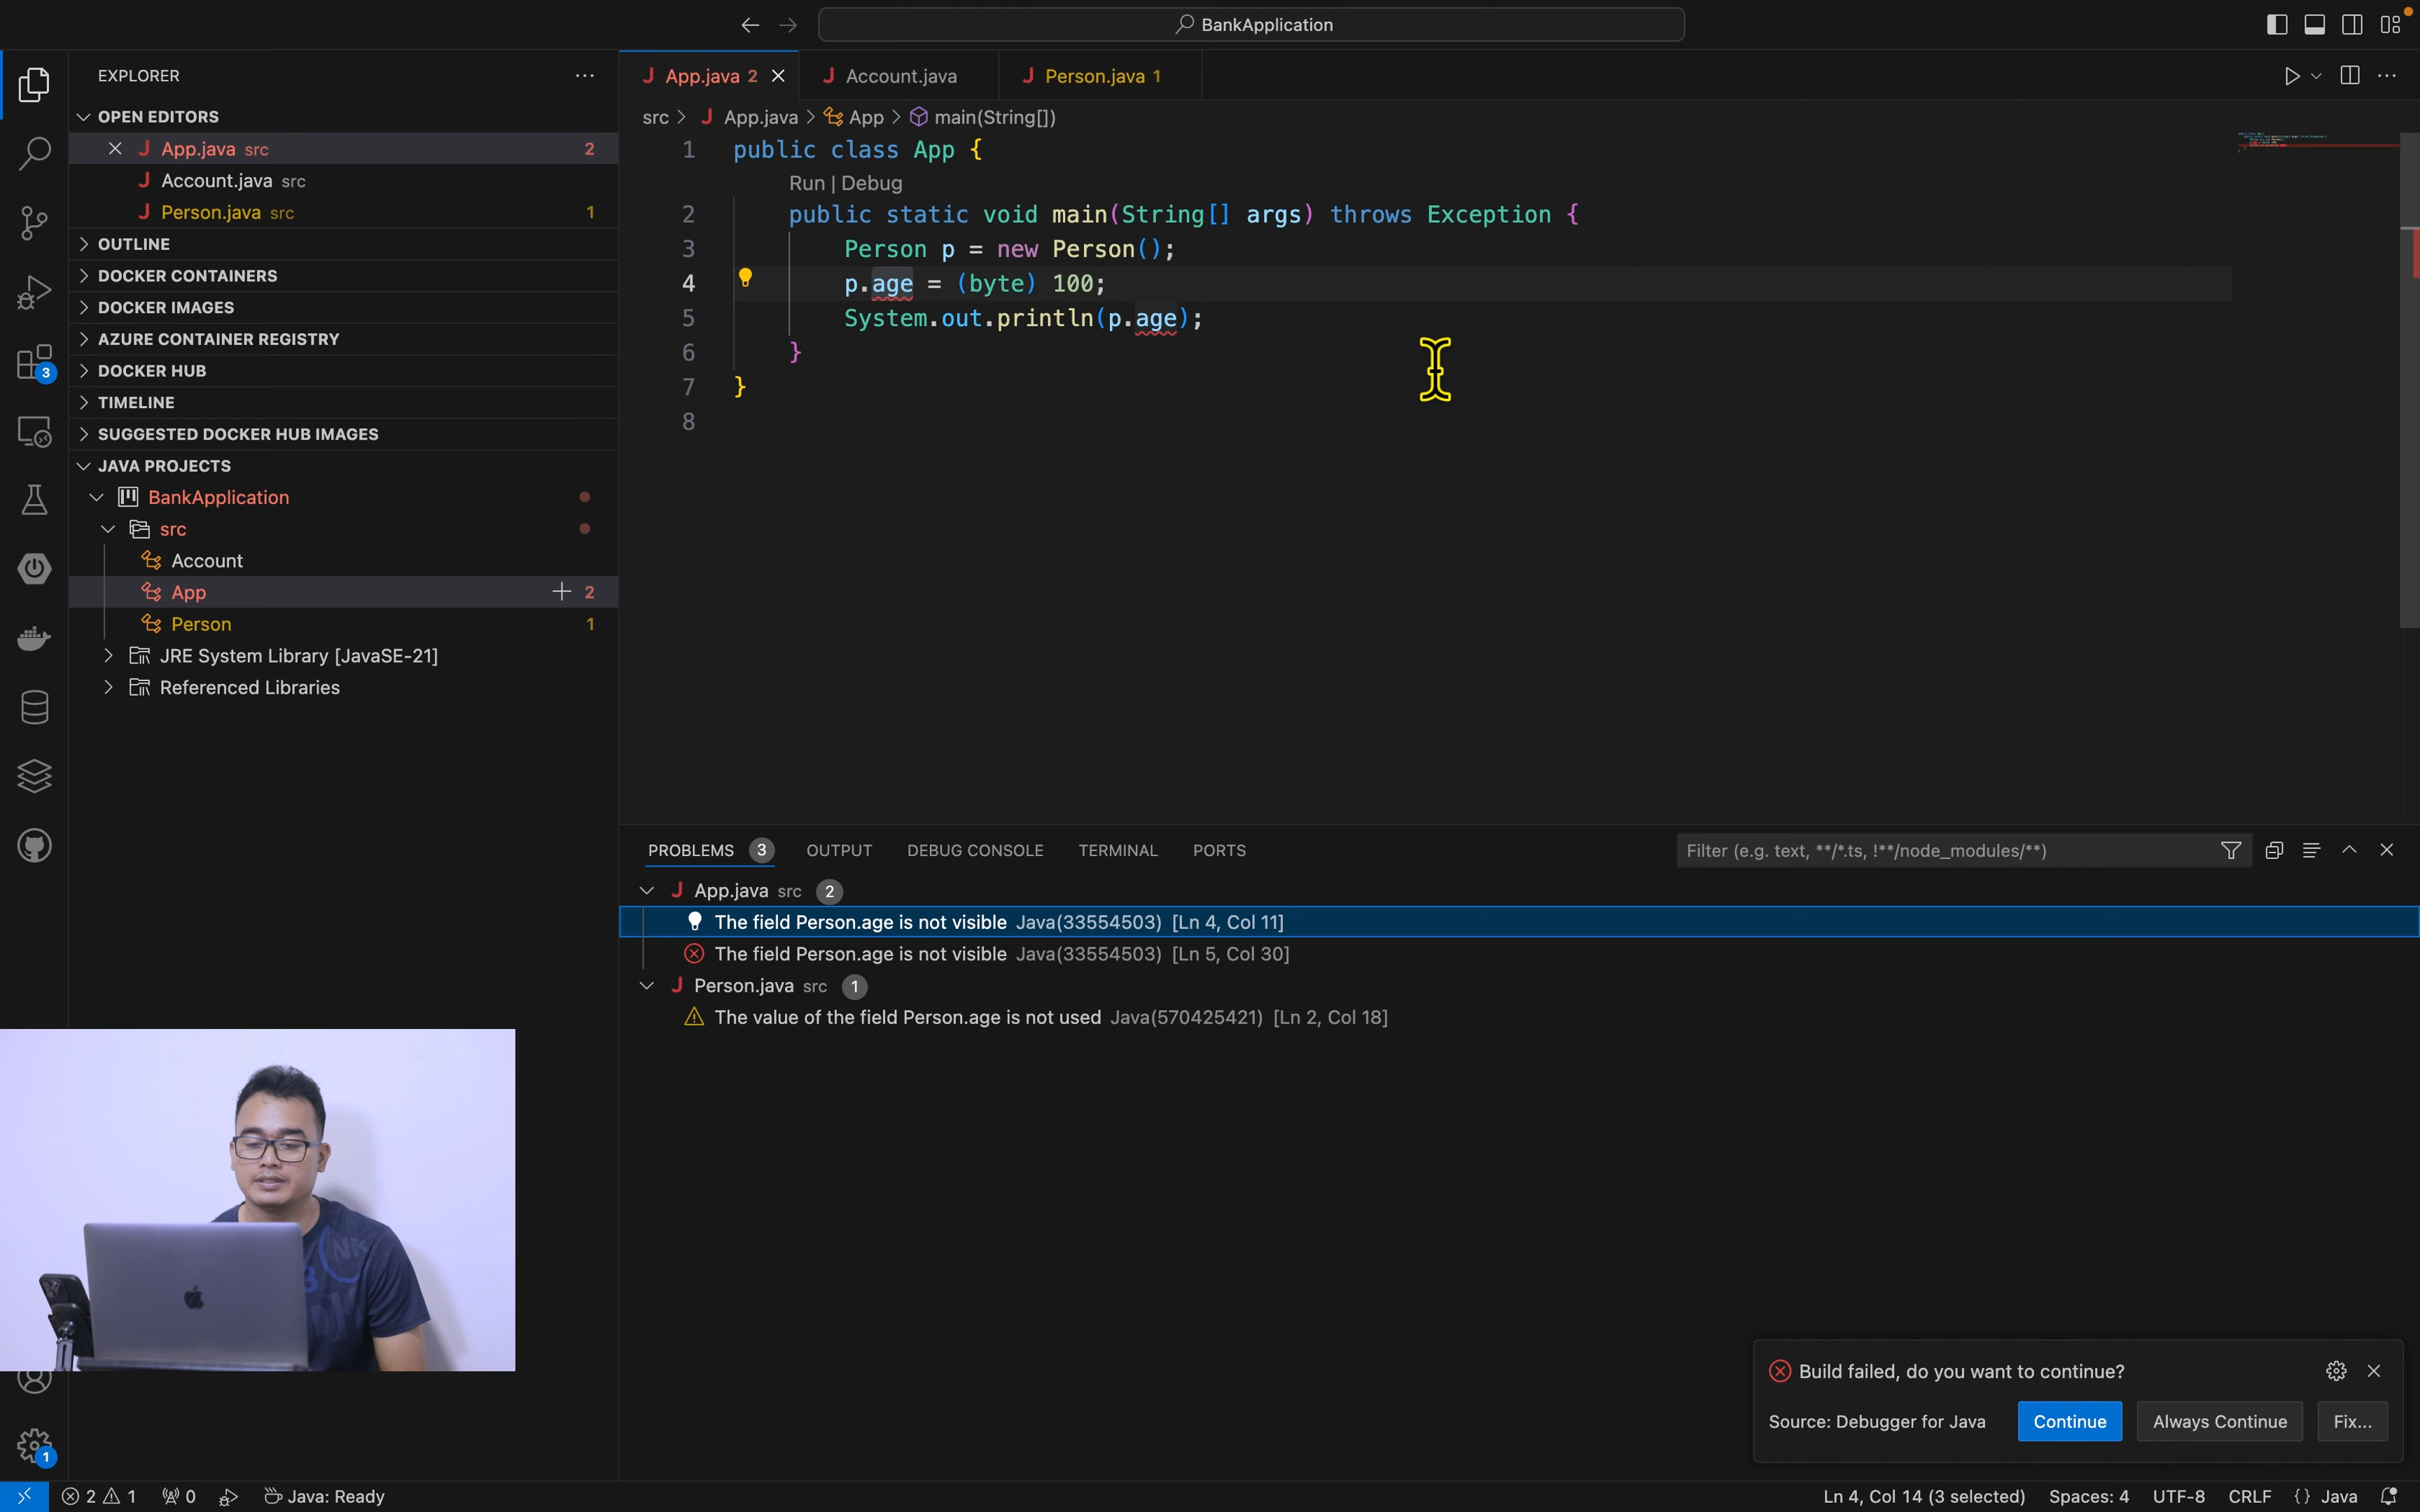 BankApplication
EXPLORER
OPEN EDITORS
App.java src 2
Account.java src
Person.java src 1
OUTLINE
DOCKER CONTAINERS
DOCKER IMAGES
AZURE CONTAINER REGISTRY
DOCKER HUB
TIMELINE
SUGGESTED DOCKER HUB IMAGES
JAVA PROJECTS
BankApplication
src
Account
App 2
Person 1
JRE System Library [JavaSE-21]
Referenced Libraries
3
1
App.java 2
Account.java
Person.java 1
src > App.java > App > main(String[])
1 public class App {
Run | Debug
2 public static void main(String[] args) throws Exception {
3 Person p = new Person();
4 p.age = (byte) 100;
5 System.out.println(p.age);
6 }
7 }
8
PROBLEMS 3 OUTPUT DEBUG CONSOLE TERMINAL PORTS
Filter (e.g. text, **/*.ts, !**/node_modules/**)
App.java src 2
The field Person.age is not visible Java(33554503) [Ln 4, Col 11]
The field Person.age is not visible Java(33554503) [Ln 5, Col 30]
Person.java src 1
The value of the field Person.age is not used Java(570425421) [Ln 2, Col 18]
Build failed, do you want to continue?
Source: Debugger for Java
Continue
Always Continue
Fix...
2 1 0 Java: Ready
Ln 4, Col 14 (3 selected) Spaces: 4 UTF-8 CRLF {} Java